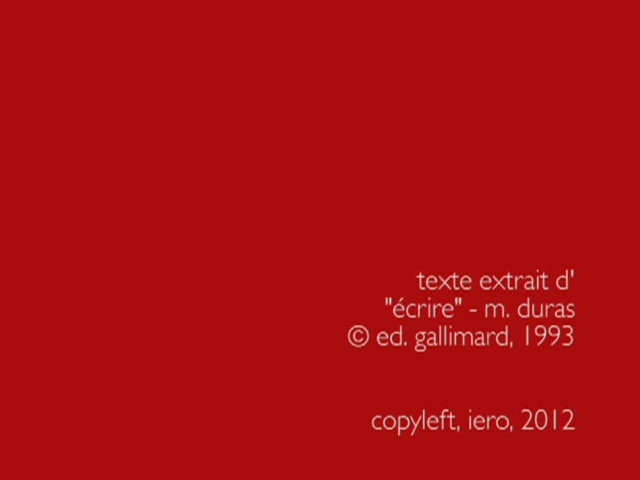 texte extrait d'
"écrire" - m. duras
© ed. gallimard, 1993
copyleft, iero, 2012